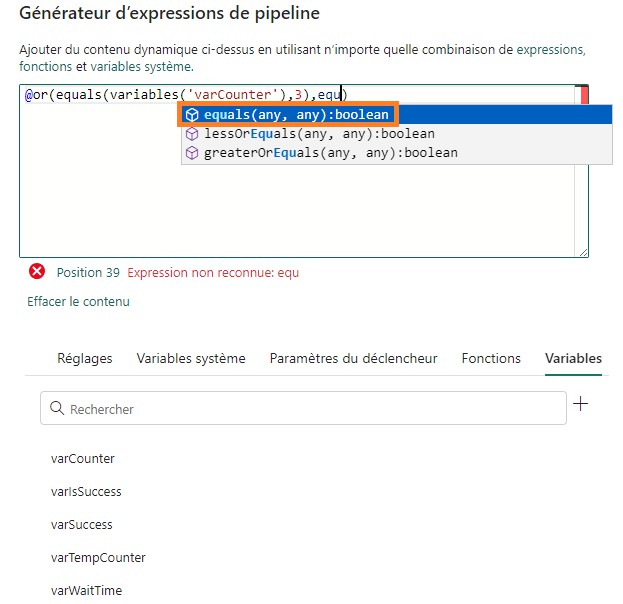 Générateur d’expressions de pipeline
Ajouter du contenu dynamique ci-dessus en utilisant n’importe quelle combinaison de expressions,
fonctions et variables système.
@or(equals(variables('varCounter'),3),equ)
equals(any, any):boolean
lessOrEquals(any, any):boolean
greaterOrEquals(any, any):boolean
Position 39 Expression non reconnue: equ
Effacer le contenu
Réglages Variables système Paramètres du déclencheur Fonctions Variables
Rechercher
varCounter
varIsSuccess
varSuccess
varTempCounter
varWaitTime